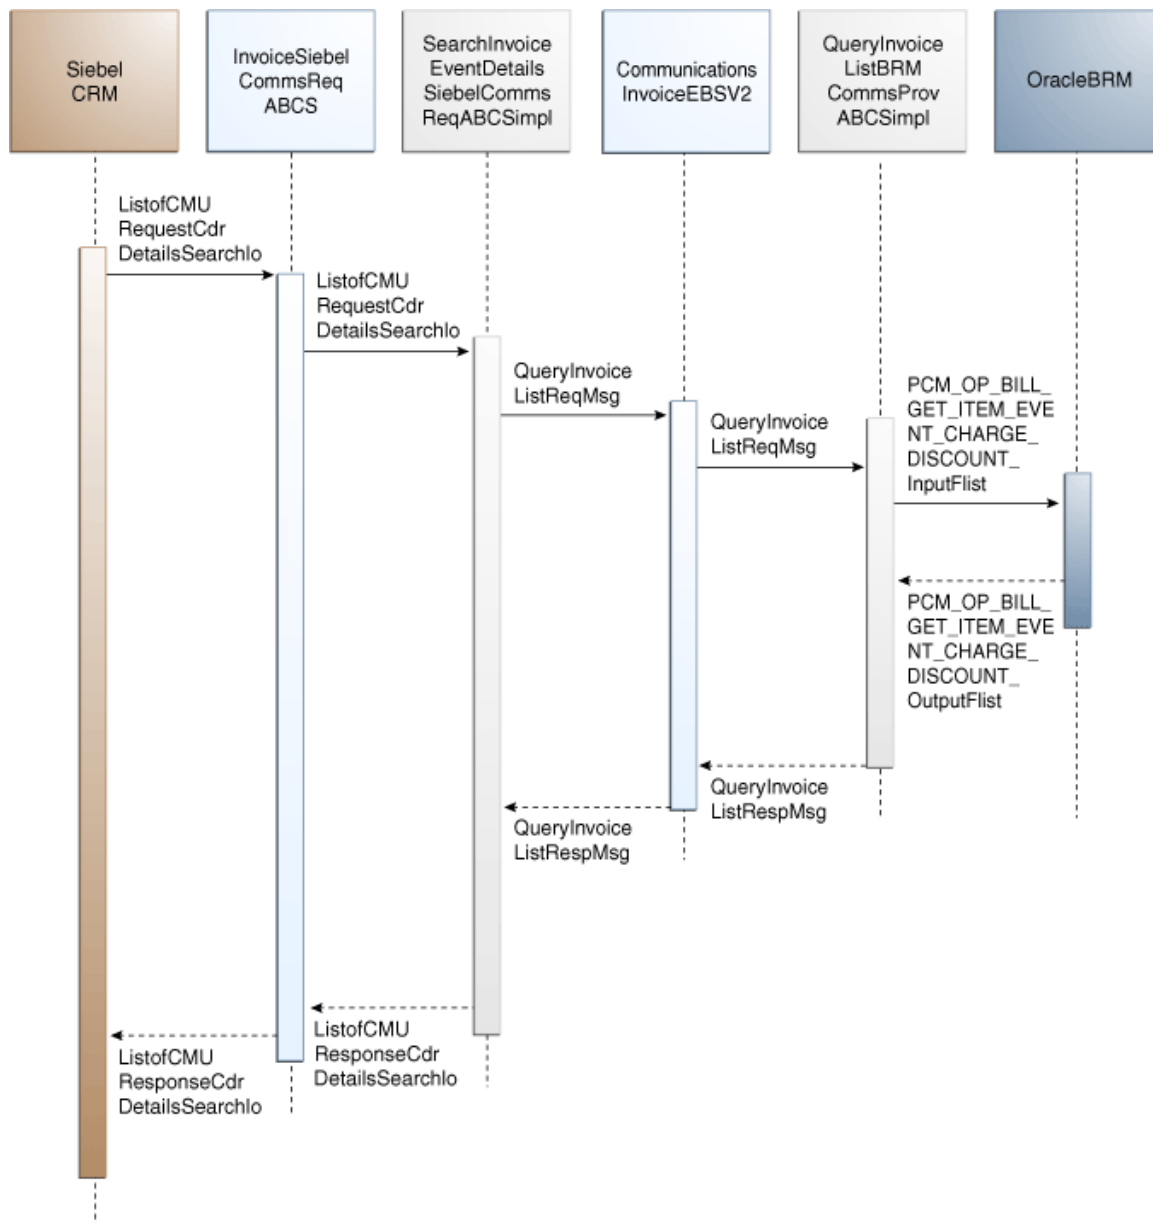 Siebel
CRM
InvoiceSiebel
CommsReq
ABCS
SearchInvoice
EventDetails
SiebelComms
ReqABCSimpl
Communications
InvoiceEBSV2
QueryInvoice
ListBRM
CommsProv
ABCSimpl
OracleBRM
ListofCMU
RequestCdr
DetailsSearchIo
ListofCMU
RequestCdr
DetailsSearchIo
QueryInvoice
ListReqMsg
QueryInvoice
ListReqMsg
PCM_OP_BILL_
GET_ITEM_EVE
NT_CHARGE_
DISCOUNT_
InputFlist
PCM_OP_BILL_
GET_ITEM_EVE
NT_CHARGE_
DISCOUNT_
OutputFlist
QueryInvoice
ListRespMsg
QueryInvoice
ListRespMsg
ListofCMU
ResponseCdr
DetailsSearchIo
ListofCMU
ResponseCdr
DetailsSearchIo